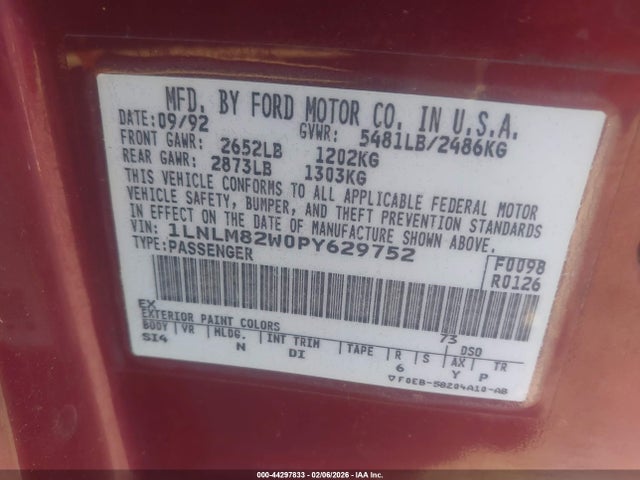 MFD. BY FORD MOTOR CO. IN U.S.A.
DATE: 09/92 GVWR: 5481LB/2486KG
FRONT GAWR: 2652LB 1202KG
REAR GAWR: 2873LB 1303KG
THIS VEHICLE CONFORMS TO ALL APPLICABLE FEDERAL MOTOR
VEHICLE SAFETY, BUMPER, AND THEFT PREVENTION STANDARDS
IN EFFECT ON THE DATE OF MANUFACTURE SHOWN ABOVE.
VIN: 1LNLM82W0PY629752
TYPE: PASSENGER
F0098
R0126
EX 73
EXTERIOR PAINT COLORS DSO
BODY VR MLDG. INT TRIM TAPE R S AX TR
SI4 N DI 6 Y P
▽F0EB-5B204A10-AB
000-44297833 - 02/06/2026 - IAA Inc.